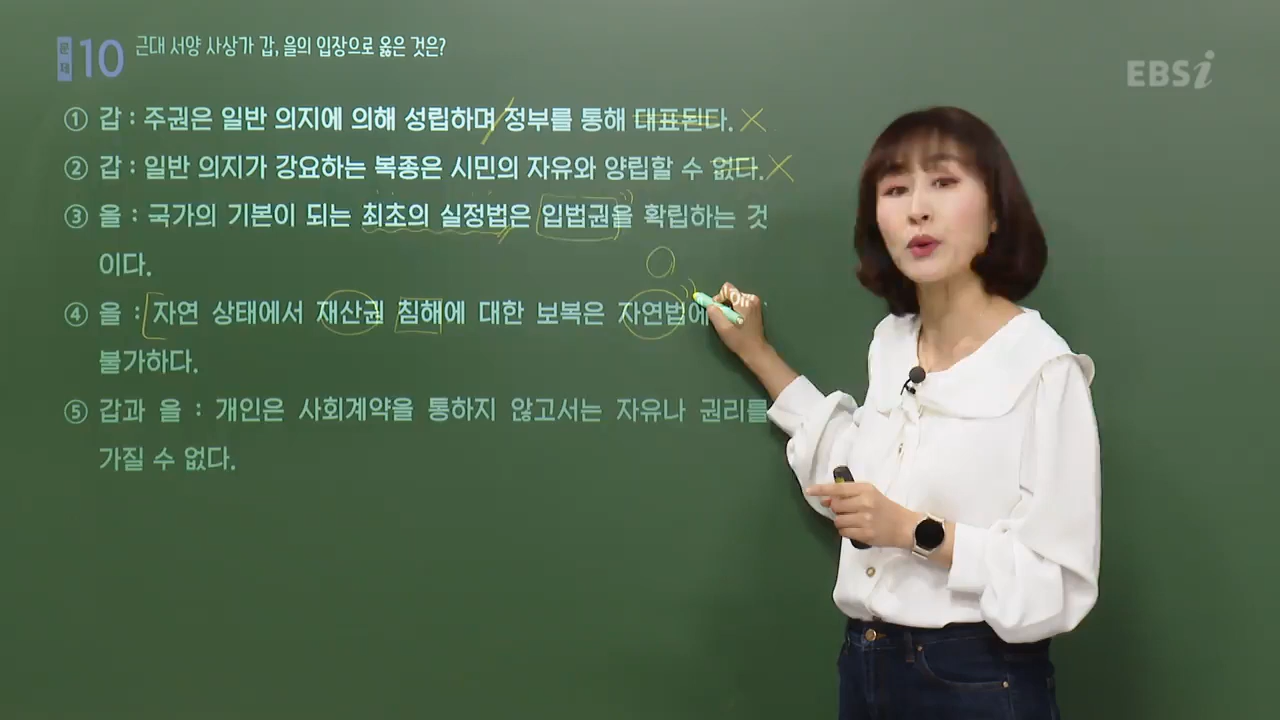 문제 10 근대 서양 사상가 갑, 을의 입장으로 옳은 것은?
EBSi
① 갑 : 주권은 일반 의지에 의해 성립하며 정부를 통해 대표된다.
② 갑 : 일반 의지가 강요하는 복종은 시민의 자유와 양립할 수 없다.
③ 을 : 국가의 기본이 되는 최초의 실정법은 입법권을 확립하는 것
이다.
④ 을 : 자연 상태에서 재산권 침해에 대한 보복은 자연법에
불가하다.
⑤ 갑과 을 : 개인은 사회계약을 통하지 않고서는 자유나 권리를
가질 수 없다.